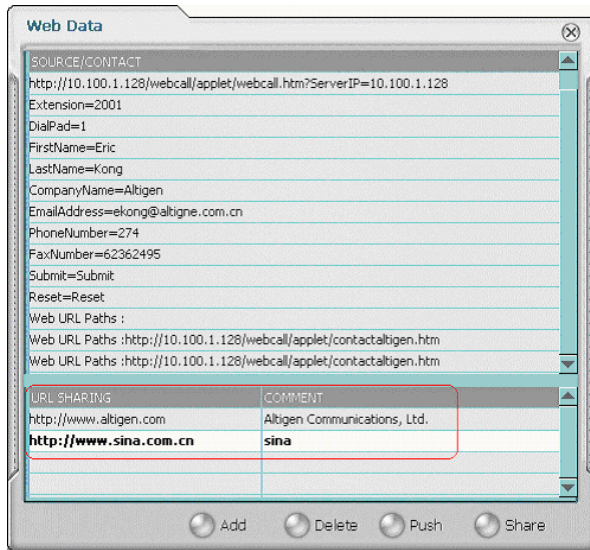 Web Data
SOURCE/CONTACT
http://10.100.1.128/webcall/applet/webcall.htm?ServerIP=10.100.1.128
Extension=2001
DialPad=1
FirstName=Eric
LastName=Kong
CompanyName=Altigen
EmailAddress=ekong@altigne.com.cn
PhoneNumber=274
FaxNumber=62362495
Submit=Submit
Reset=Reset
Web URL Paths :
Web URL Paths :http://10.100.1.128/webcall/applet/contactaltigen.htm
Web URL Paths :http://10.100.1.128/webcall/applet/contactaltigen.htm
URL SHARING COMMENT
http://www.altigen.com Altigen Communications, Ltd.
http://www.sina.com.cn sina
Add Delete Push Share